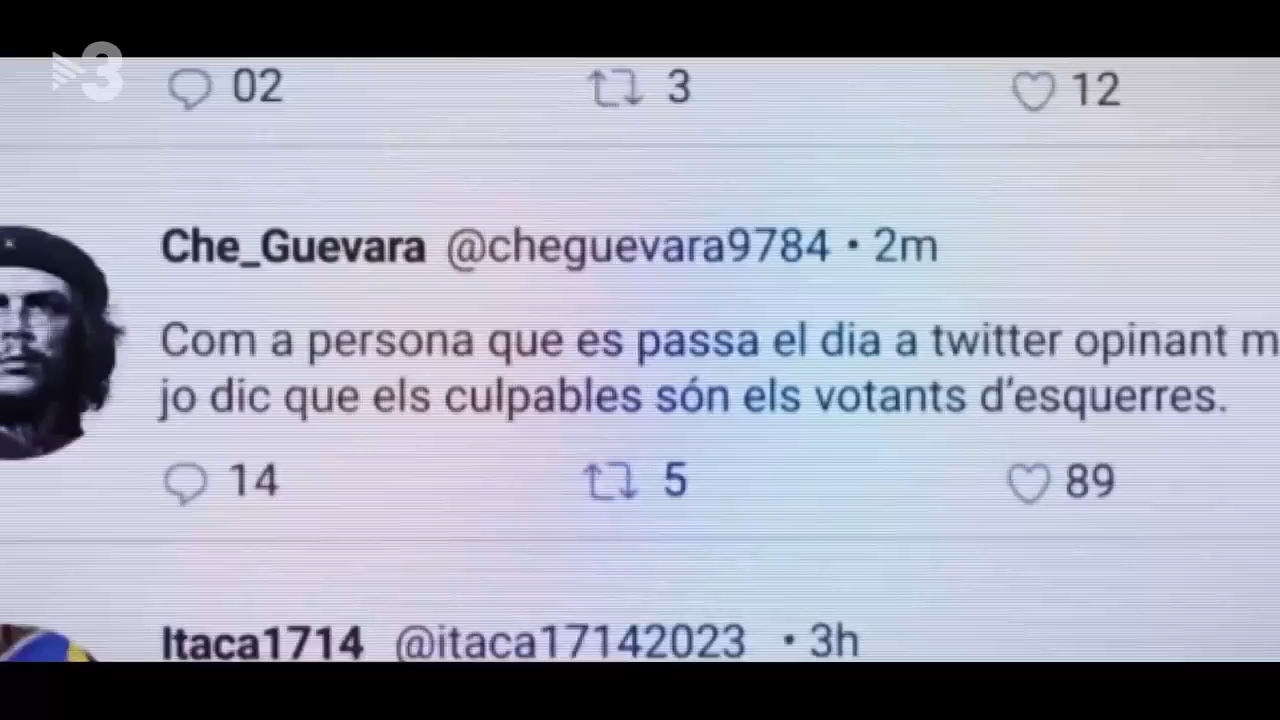 3
02 3 12
Che_Guevara @cheguevara9784 · 2m
Com a persona que es passa el dia a twitter opinant
jo dic que els culpables són els votants d’esquerres.
14 5 89
Itaca1714 @itaca17142023 · 3h